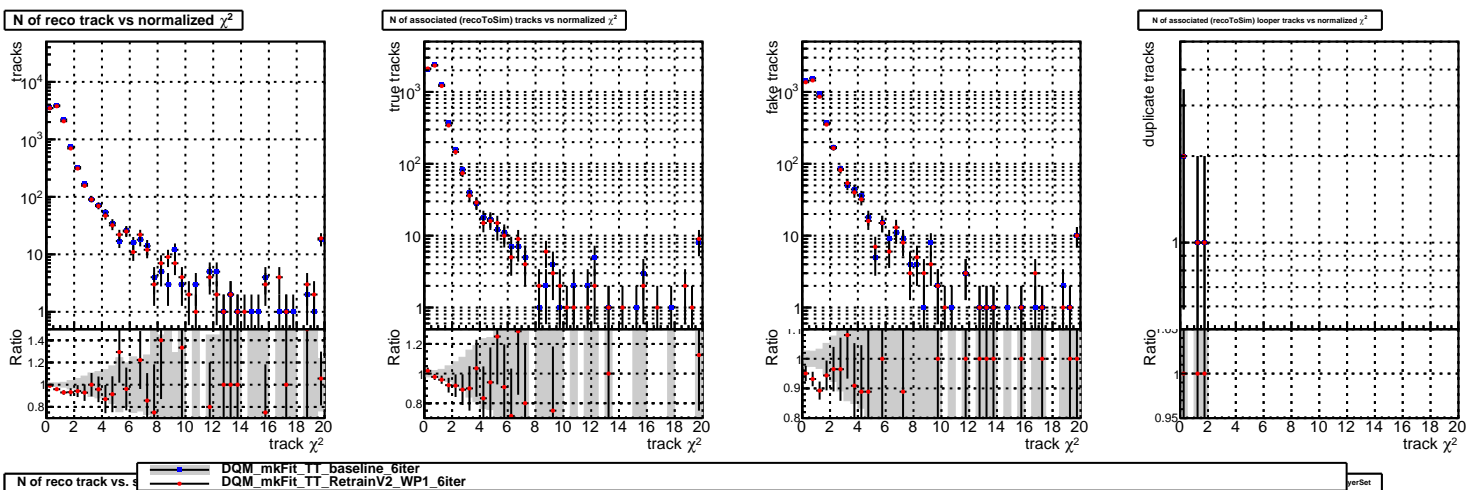 N of reco track vs normalized χ²
N of associated (recoToSim) tracks vs normalized χ²
N of associated (recoToSim) looper tracks vs normalized χ²
tracks
10⁴
10³
10²
10
1
Ratio
1.4
1.2
1
0.8
0 2 4 6 8 10 12 14 16 18 20
track χ²
true tracks
10³
10²
10
1
Ratio
1.2
1
0.8
0 2 4 6 8 10 12 14 16 18 20
track χ²
fake tracks
10³
10²
10
1
Ratio
1.1
1
0.9
0.8
0 2 4 6 8 10 12 14 16 18 20
track χ²
duplicate tracks
1
Ratio
1.05
1
0.95
0 2 4 6 8 10 12 14 16 18 20
track χ²
DQM_mkFit_TT_baseline_6iter
DQM_mkFit_TT_RetrainV2_WP1_6iter
N of reco track vs. s
yerSet